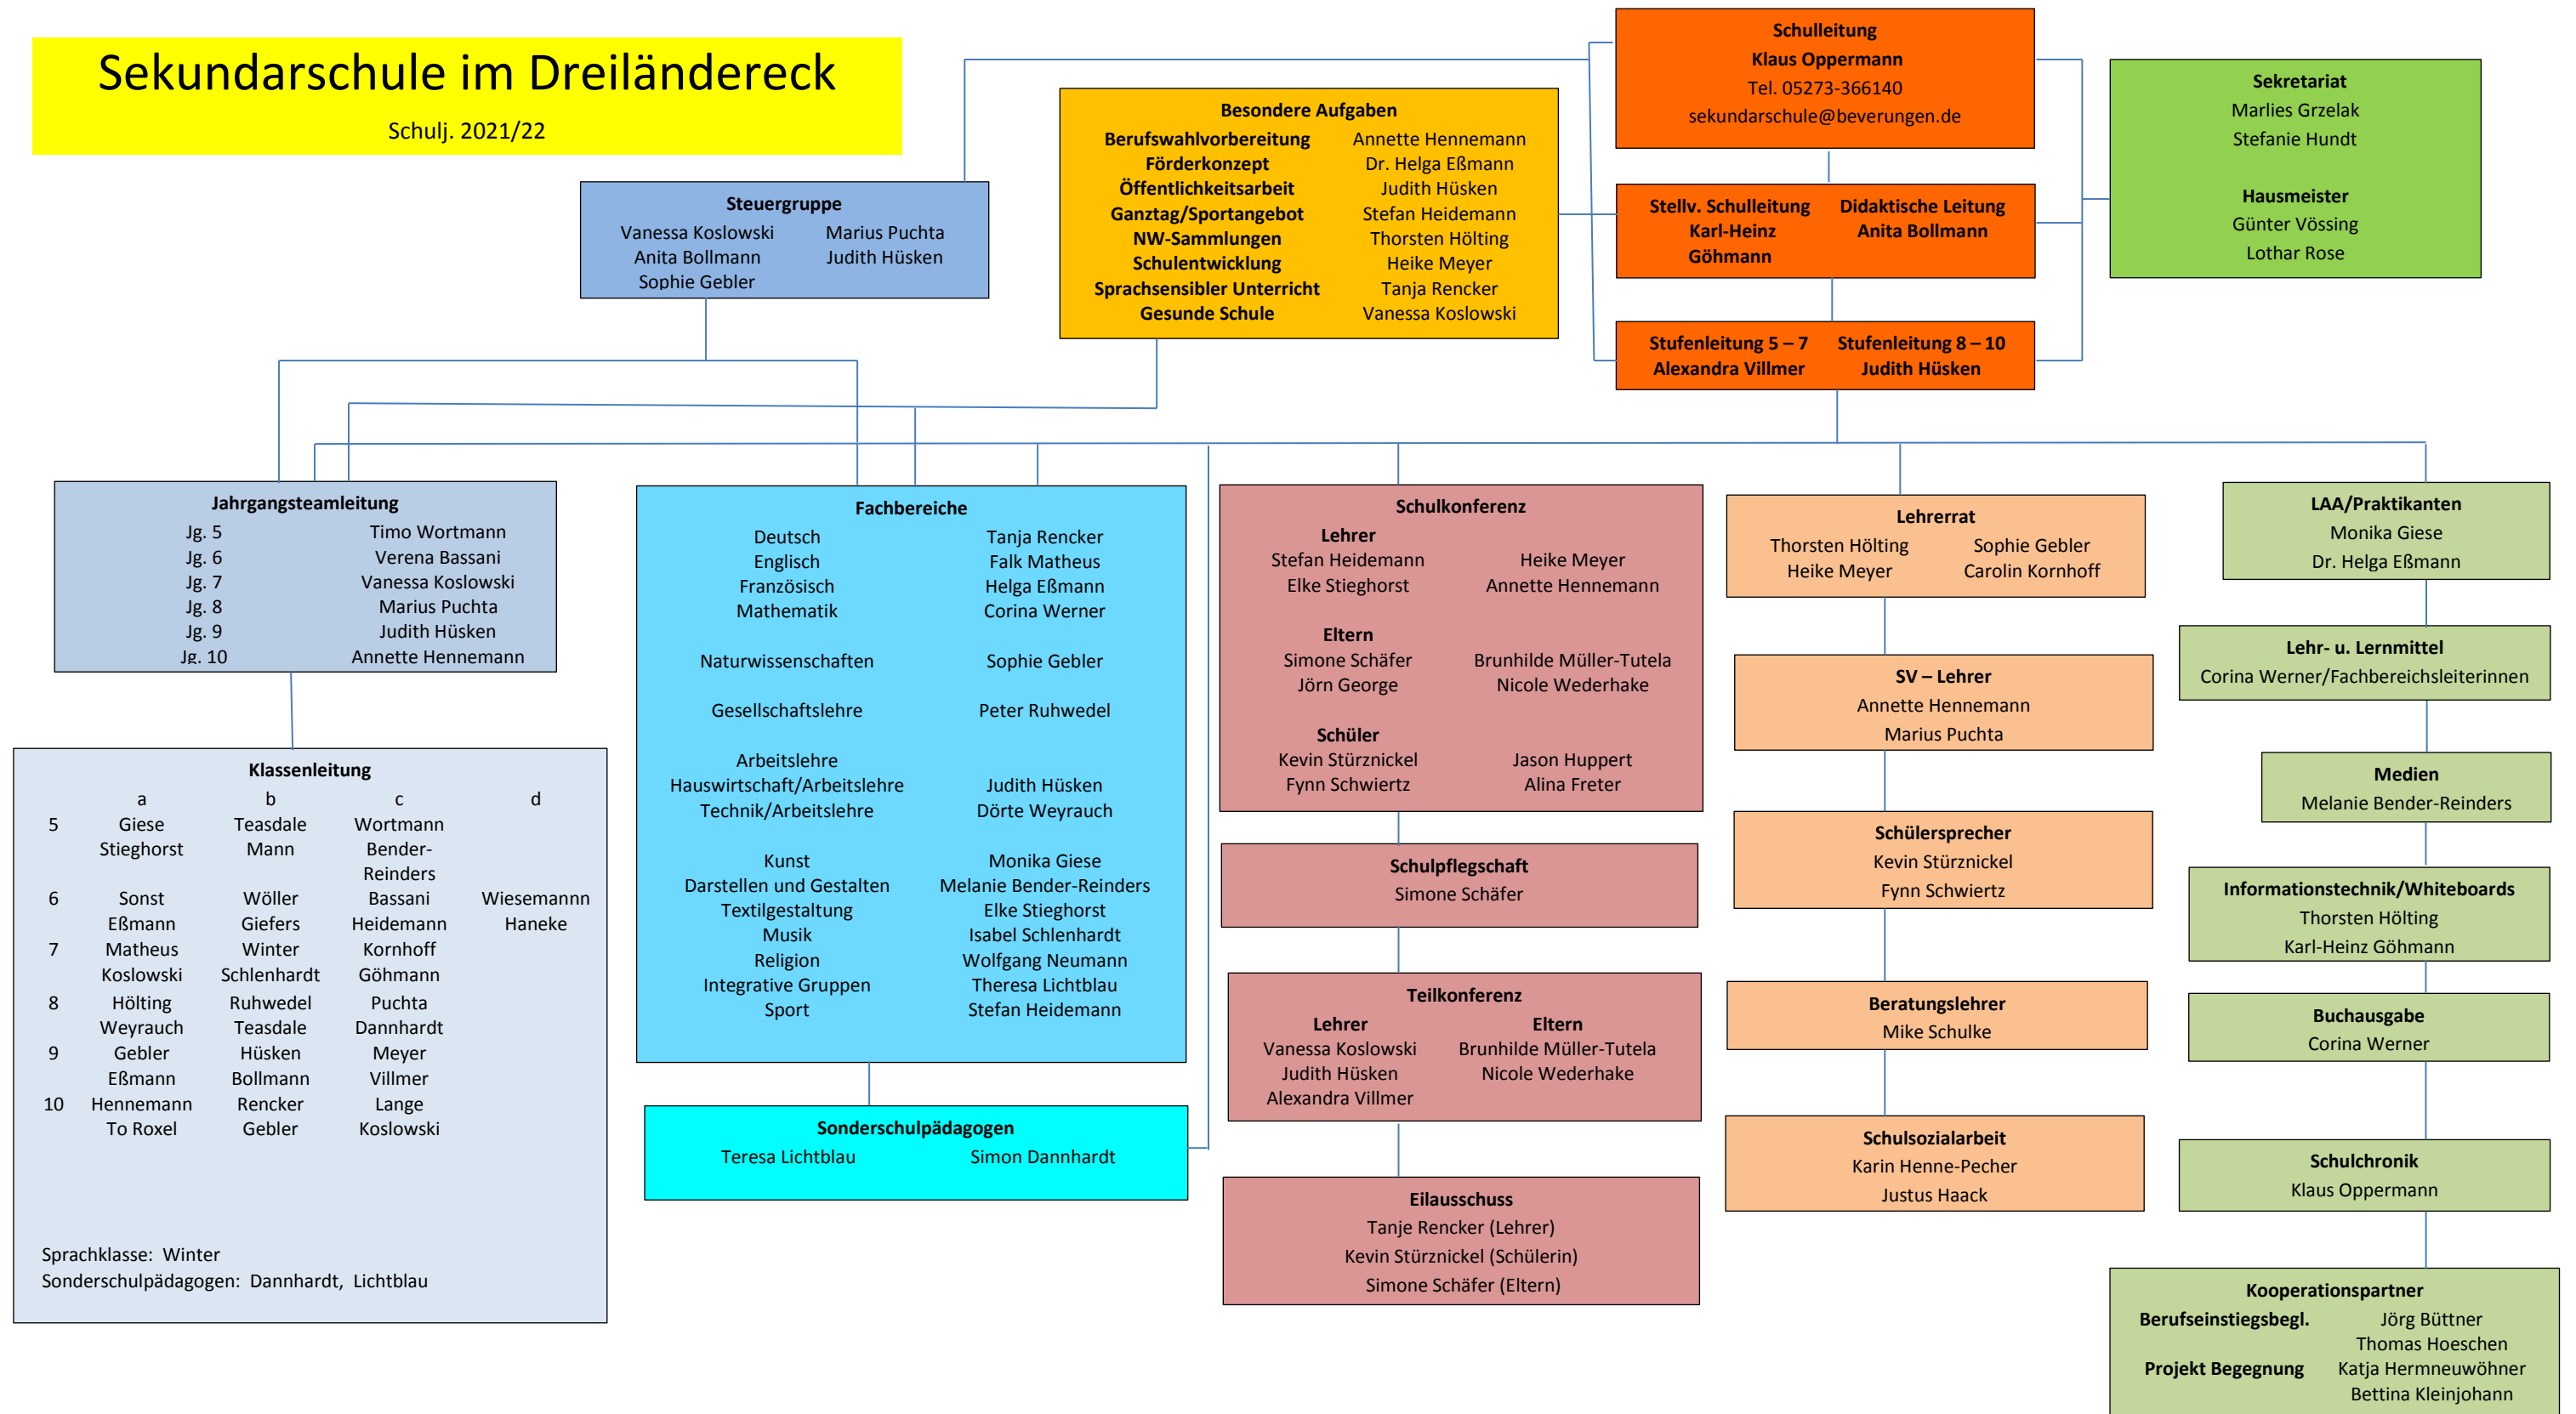 Sekundarschule im Dreiländereck
Schulj. 2021/22
Schulleitung
Klaus Oppermann
Tel. 05273-366140
sekundarschule@beverungen.de
Sekretariat
Marlies Grzelak
Stefanie Hundt
Hausmeister
Günter Vössing
Lothar Rose
Besondere Aufgaben
Berufswahlvorbereitung Annette Hennemann
Förderkonzept Dr. Helga Eßmann
Öffentlichkeitsarbeit Judith Hüsken
Ganztag/Sportangebot Stefan Heidemann
NW-Sammlungen Thorsten Hölting
Schulentwicklung Heike Meyer
Sprachsensibler Unterricht Tanja Rencker
Gesunde Schule Vanessa Koslowski
Steuergruppe
Vanessa Koslowski Marius Puchta
Anita Bollmann Judith Hüsken
Sophie Gebler
Stellv. Schulleitung Didaktische Leitung
Karl-Heinz Anita Bollmann
Göhmann
Stufenleitung 5 – 7 Stufenleitung 8 – 10
Alexandra Villmer Judith Hüsken
Jahrgangsteamleitung
Jg. 5 Timo Wortmann
Jg. 6 Verena Bassani
Jg. 7 Vanessa Koslowski
Jg. 8 Marius Puchta
Jg. 9 Judith Hüsken
Jg. 10 Annette Hennemann
Klassenleitung
a b c d
5 Giese Teasdale Wortmann
Stieghorst Mann Bender-
Reinders
6 Sonst Wöller Bassani Wiesemannn
Eßmann Giefers Heidemann Haneke
7 Matheus Winter Kornhoff
Koslowski Schlenhardt Göhmann
8 Hölting Ruhwedel Puchta
Weyrauch Teasdale Dannhardt
9 Gebler Hüsken Meyer
Eßmann Bollmann Villmer
10 Hennemann Rencker Lange
To Roxel Gebler Koslowski
Sprachklasse: Winter
Sonderschulpädagogen: Dannhardt, Lichtblau
Fachbereiche
Deutsch Tanja Rencker
Englisch Falk Matheus
Französisch Helga Eßmann
Mathematik Corina Werner
Naturwissenschaften Sophie Gebler
Gesellschaftslehre Peter Ruhwedel
Arbeitslehre
Hauswirtschaft/Arbeitslehre Judith Hüsken
Technik/Arbeitslehre Dörte Weyrauch
Kunst Monika Giese
Darstellen und Gestalten Melanie Bender-Reinders
Textilgestaltung Elke Stieghorst
Musik Isabel Schlenhardt
Religion Wolfgang Neumann
Integrative Gruppen Theresa Lichtblau
Sport Stefan Heidemann
Sonderschulpädagogen
Teresa Lichtblau Simon Dannhardt
Schulkonferenz
Lehrer
Stefan Heidemann Heike Meyer
Elke Stieghorst Annette Hennemann
Eltern
Simone Schäfer Brunhilde Müller-Tutela
Jörn George Nicole Wederhake
Schüler
Kevin Stürznickel Jason Huppert
Fynn Schwiertz Alina Freter
Schulpflegschaft
Simone Schäfer
Teilkonferenz
Lehrer Eltern
Vanessa Koslowski Brunhilde Müller-Tutela
Judith Hüsken Nicole Wederhake
Alexandra Villmer
Eilausschuss
Tanje Rencker (Lehrer)
Kevin Stürznickel (Schülerin)
Simone Schäfer (Eltern)
Lehrerrat
Thorsten Hölting Sophie Gebler
Heike Meyer Carolin Kornhoff
SV – Lehrer
Annette Hennemann
Marius Puchta
Schülersprecher
Kevin Stürznickel
Fynn Schwiertz
Beratungslehrer
Mike Schulke
Schulsozialarbeit
Karin Henne-Pecher
Justus Haack
LAA/Praktikanten
Monika Giese
Dr. Helga Eßmann
Lehr- u. Lernmittel
Corina Werner/Fachbereichsleiterinnen
Medien
Melanie Bender-Reinders
Informationstechnik/Whiteboards
Thorsten Hölting
Karl-Heinz Göhmann
Buchausgabe
Corina Werner
Schulchronik
Klaus Oppermann
Kooperationspartner
Berufseinstiegsbegl. Jörg Büttner
Thomas Hoeschen
Projekt Begegnung Katja Hermneuwöhner
Bettina Kleinjohann